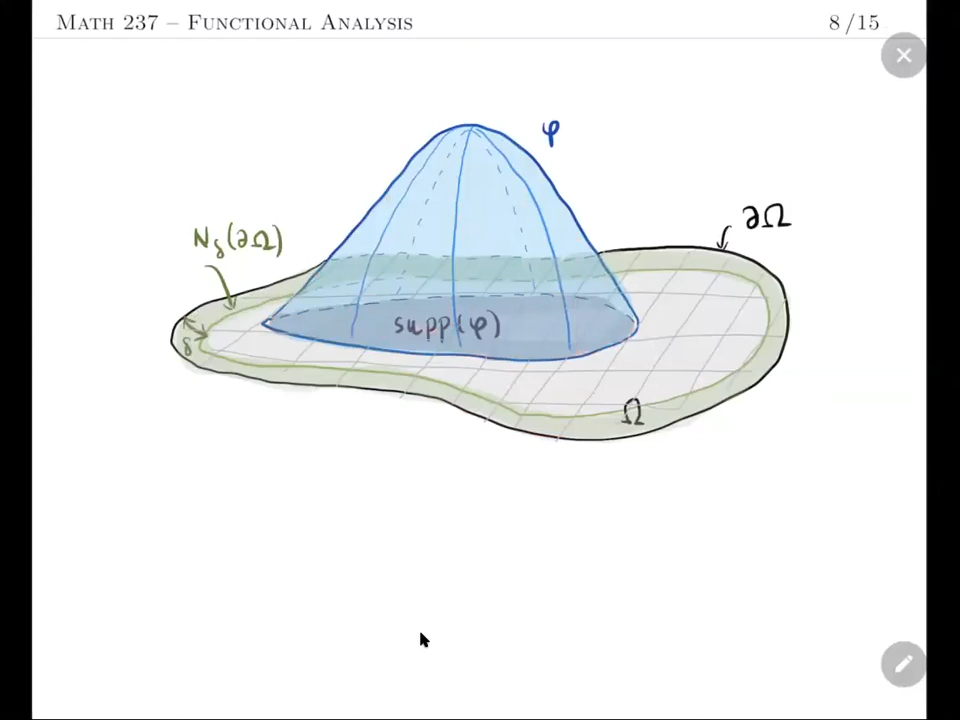 MATH 237 – FUNCTIONAL ANALYSIS 8/15
φ
∂Ω
N_δ(∂Ω)
supp(φ)
δ
Ω